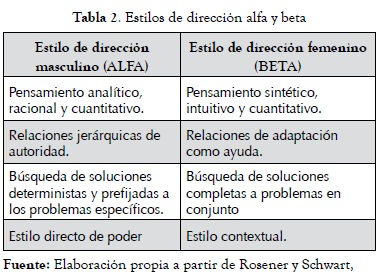 Tabla 2. Estilos de dirección alfa y beta
Estilo de dirección
masculino (ALFA)
Estilo de dirección femenino
(BETA)
Pensamiento analítico,
racional y cuantitativo.
Pensamiento sintético,
intuitivo y cuantitativo.
Relaciones jerárquicas de
autoridad.
Relaciones de adaptación
como ayuda.
Búsqueda de soluciones
deterministas y prefijadas a
los problemas específicos.
Búsqueda de soluciones
completas a problemas en
conjunto
Estilo directo de poder
Estilo contextual.
Fuente: Elaboración propia a partir de Rosener y Schwart,